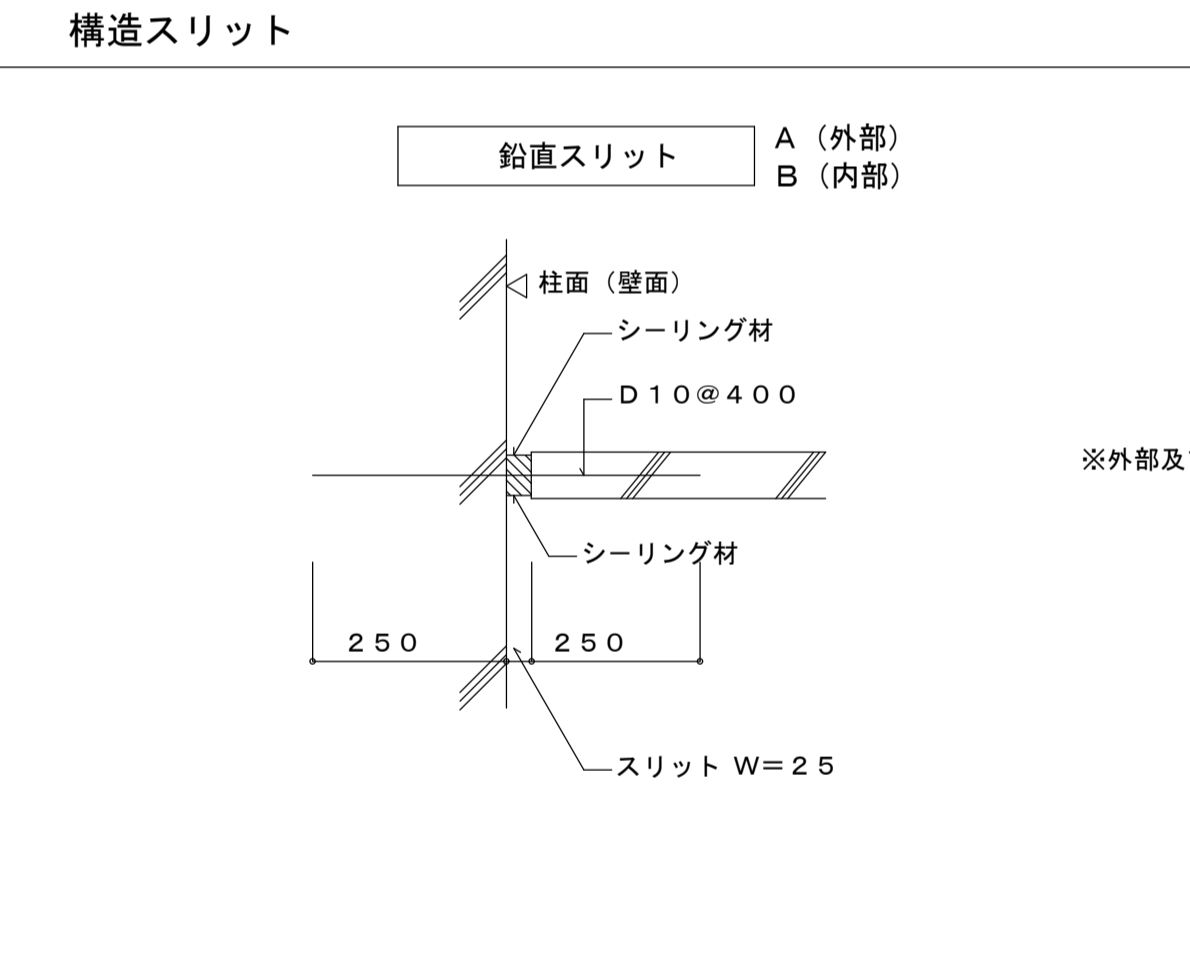 構造スリット
鉛直スリット
A（外部）
B（内部）
柱面（壁面）
シーリング材
D10@400
※外部及
シーリング材
250
250
スリット W=25